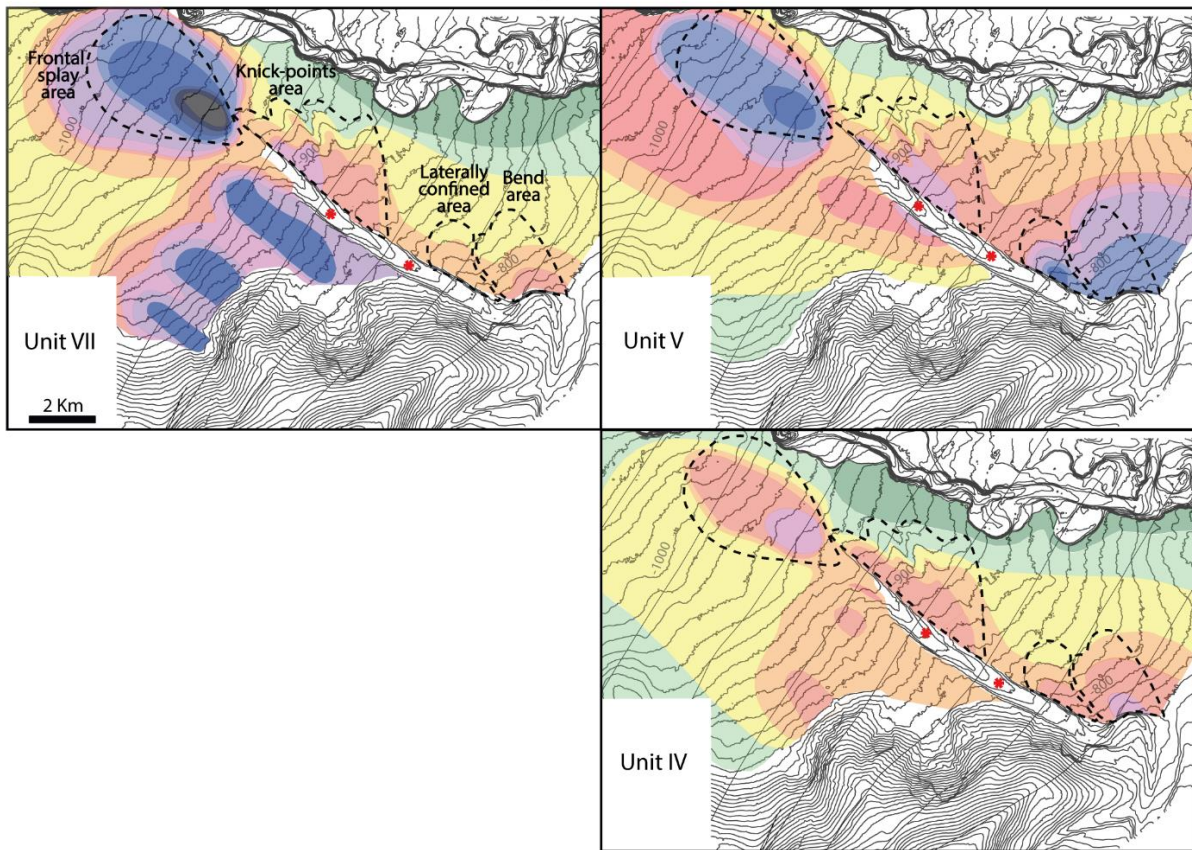 Frontal
splay
area
Knick-points
area
Laterally
confined
area
Bend
area
-1000
-900
-800
Unit VII
2 Km
-1000
-900
-800
Unit V
-1000
-900
-800
Unit IV